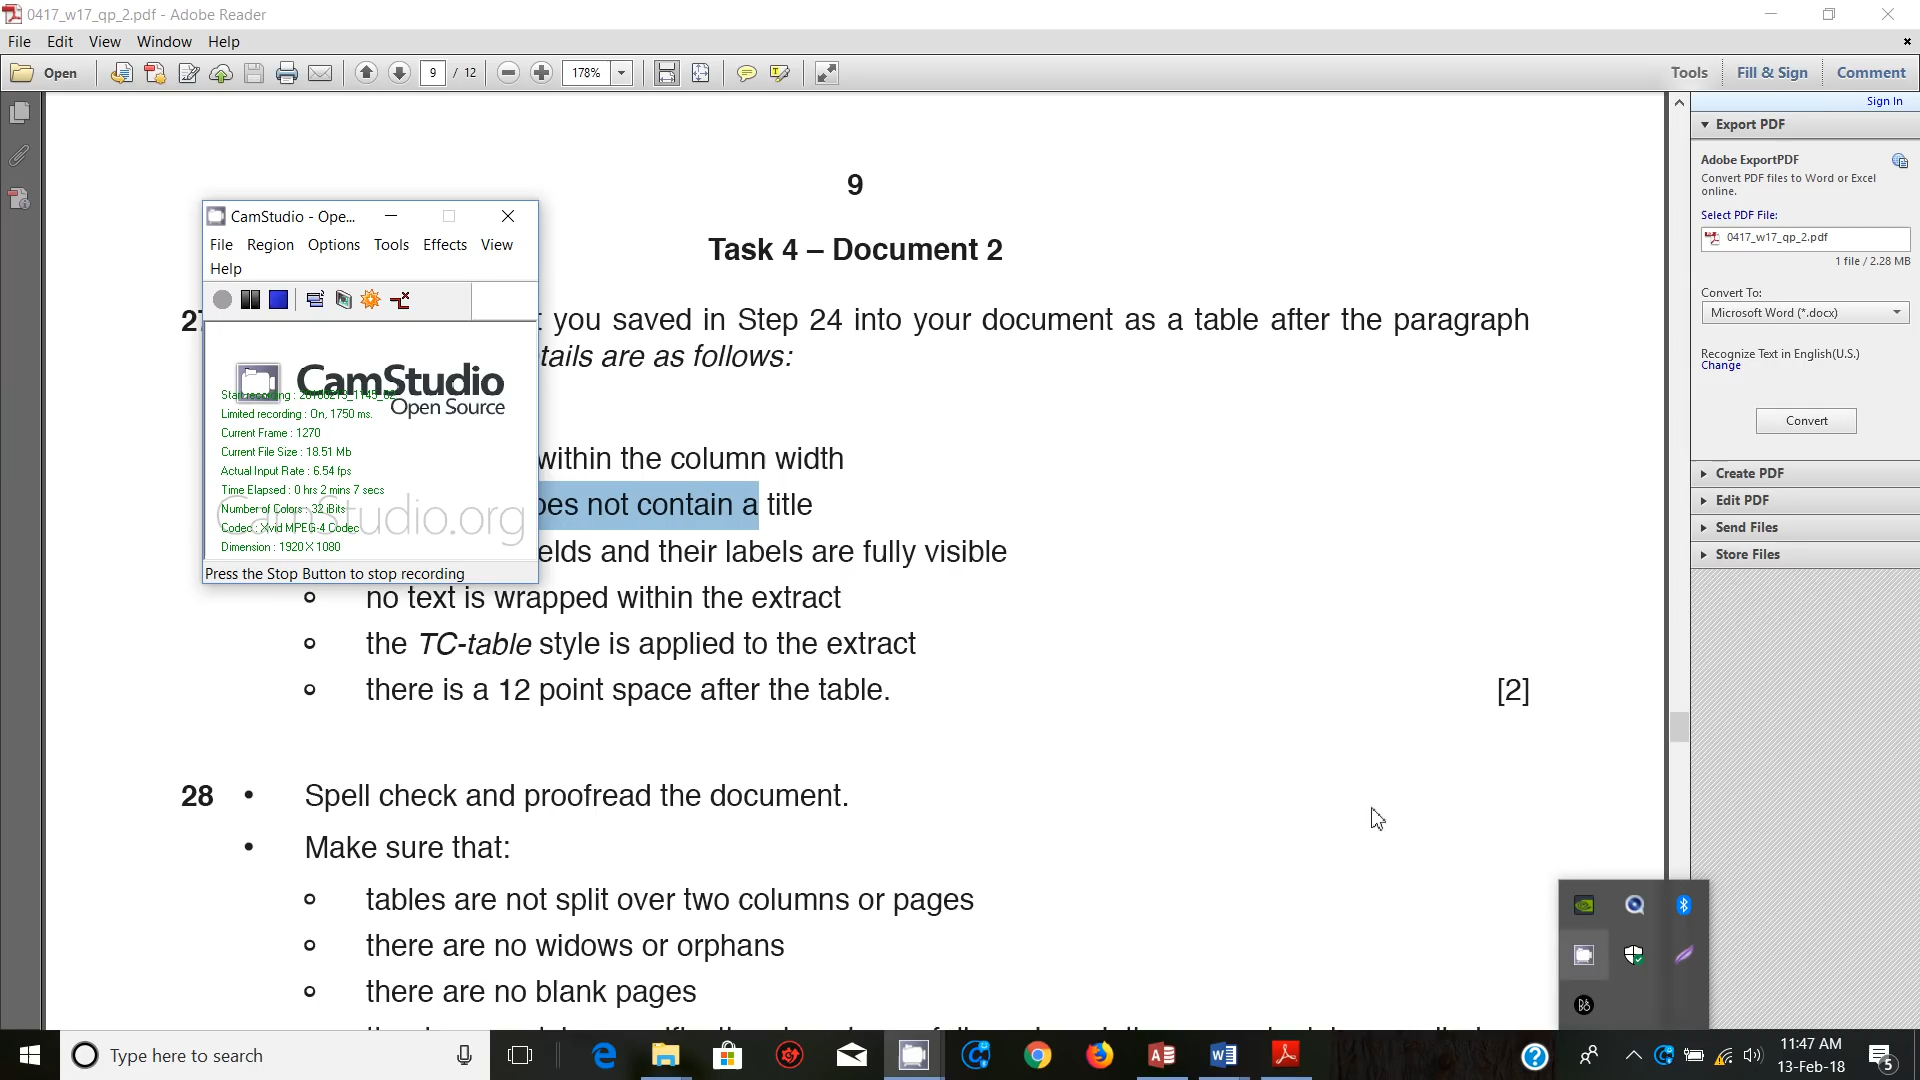 0417_w17_qp_2.pdf - Adobe Reader
File Edit View Window Help
Open 9 / 12 178% Tools Fill & Sign Comment
Sign In
Export PDF
Adobe ExportPDF
Convert PDF files to Word or Excel
online.
Select PDF File:
0417_w17_qp_2.pdf
1 file / 2.28 MB
Convert To:
Microsoft Word (*.docx)
Recognize Text in English(U.S.)
Change
Convert
Create PDF
Edit PDF
Send Files
Store Files
9
Task 4 – Document 2
you saved in Step 24 into your document as a table after the paragraph
tails are as follows:
within the column width
oes not contain a title
elds and their labels are fully visible
no text is wrapped within the extract
the TC-table style is applied to the extract
there is a 12 point space after the table. [2]
28 • Spell check and proofread the document.
• Make sure that:
tables are not split over two columns or pages
there are no widows or orphans
there are no blank pages
CamStudio - Ope...
File Region Options Tools Effects View
Help
CamStudio
Open Source
Limited recording : On, 1750 ms.
Current Frame : 1270
Current File Size : 18.51 Mb
Actual Input Rate : 6.54 fps
Time Elapsed : 0 hrs 2 mins 7 secs
Number of Colors : 32 iBits
Codec : Xvid MPEG-4 Codec
Dimension : 1920 X 1080
CamStudio.org
Press the Stop Button to stop recording
Type here to search
11:47 AM
13-Feb-18
5